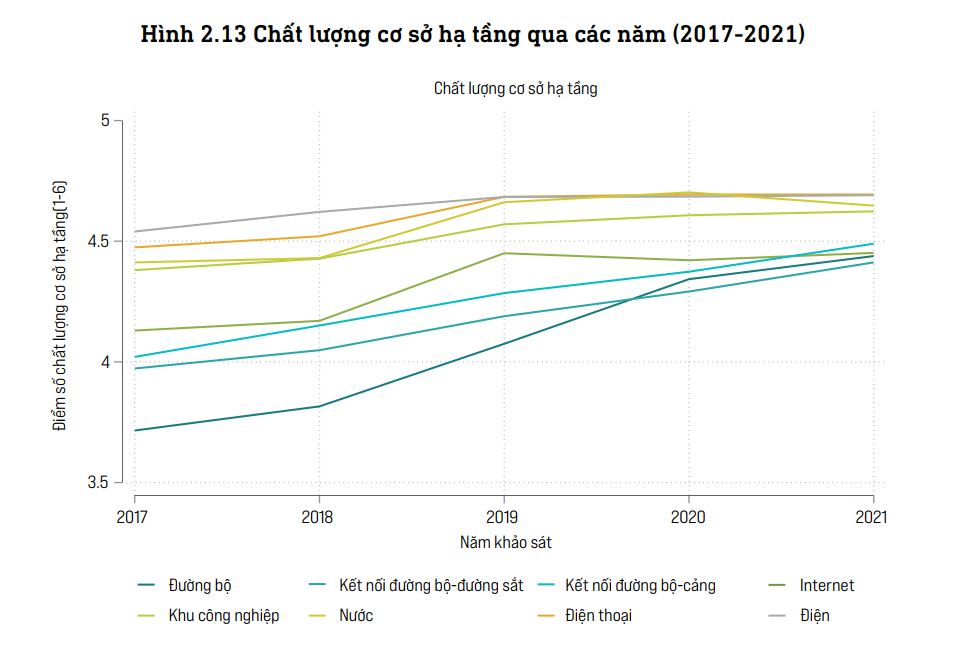 Hình 2.13 Chất lượng cơ sở hạ tầng qua các năm (2017-2021)
Chất lượng cơ sở hạ tầng
Điểm số chất lượng cơ sở hạ tầng(1-6)
5
4.5
4
3.5
2017 2018 2019 2020 2021
Năm khảo sát
Đường bộ Kết nối đường bộ-đường sắt Kết nối đường bộ-cảng Internet
Khu công nghiệp Nước Điện thoại Điện